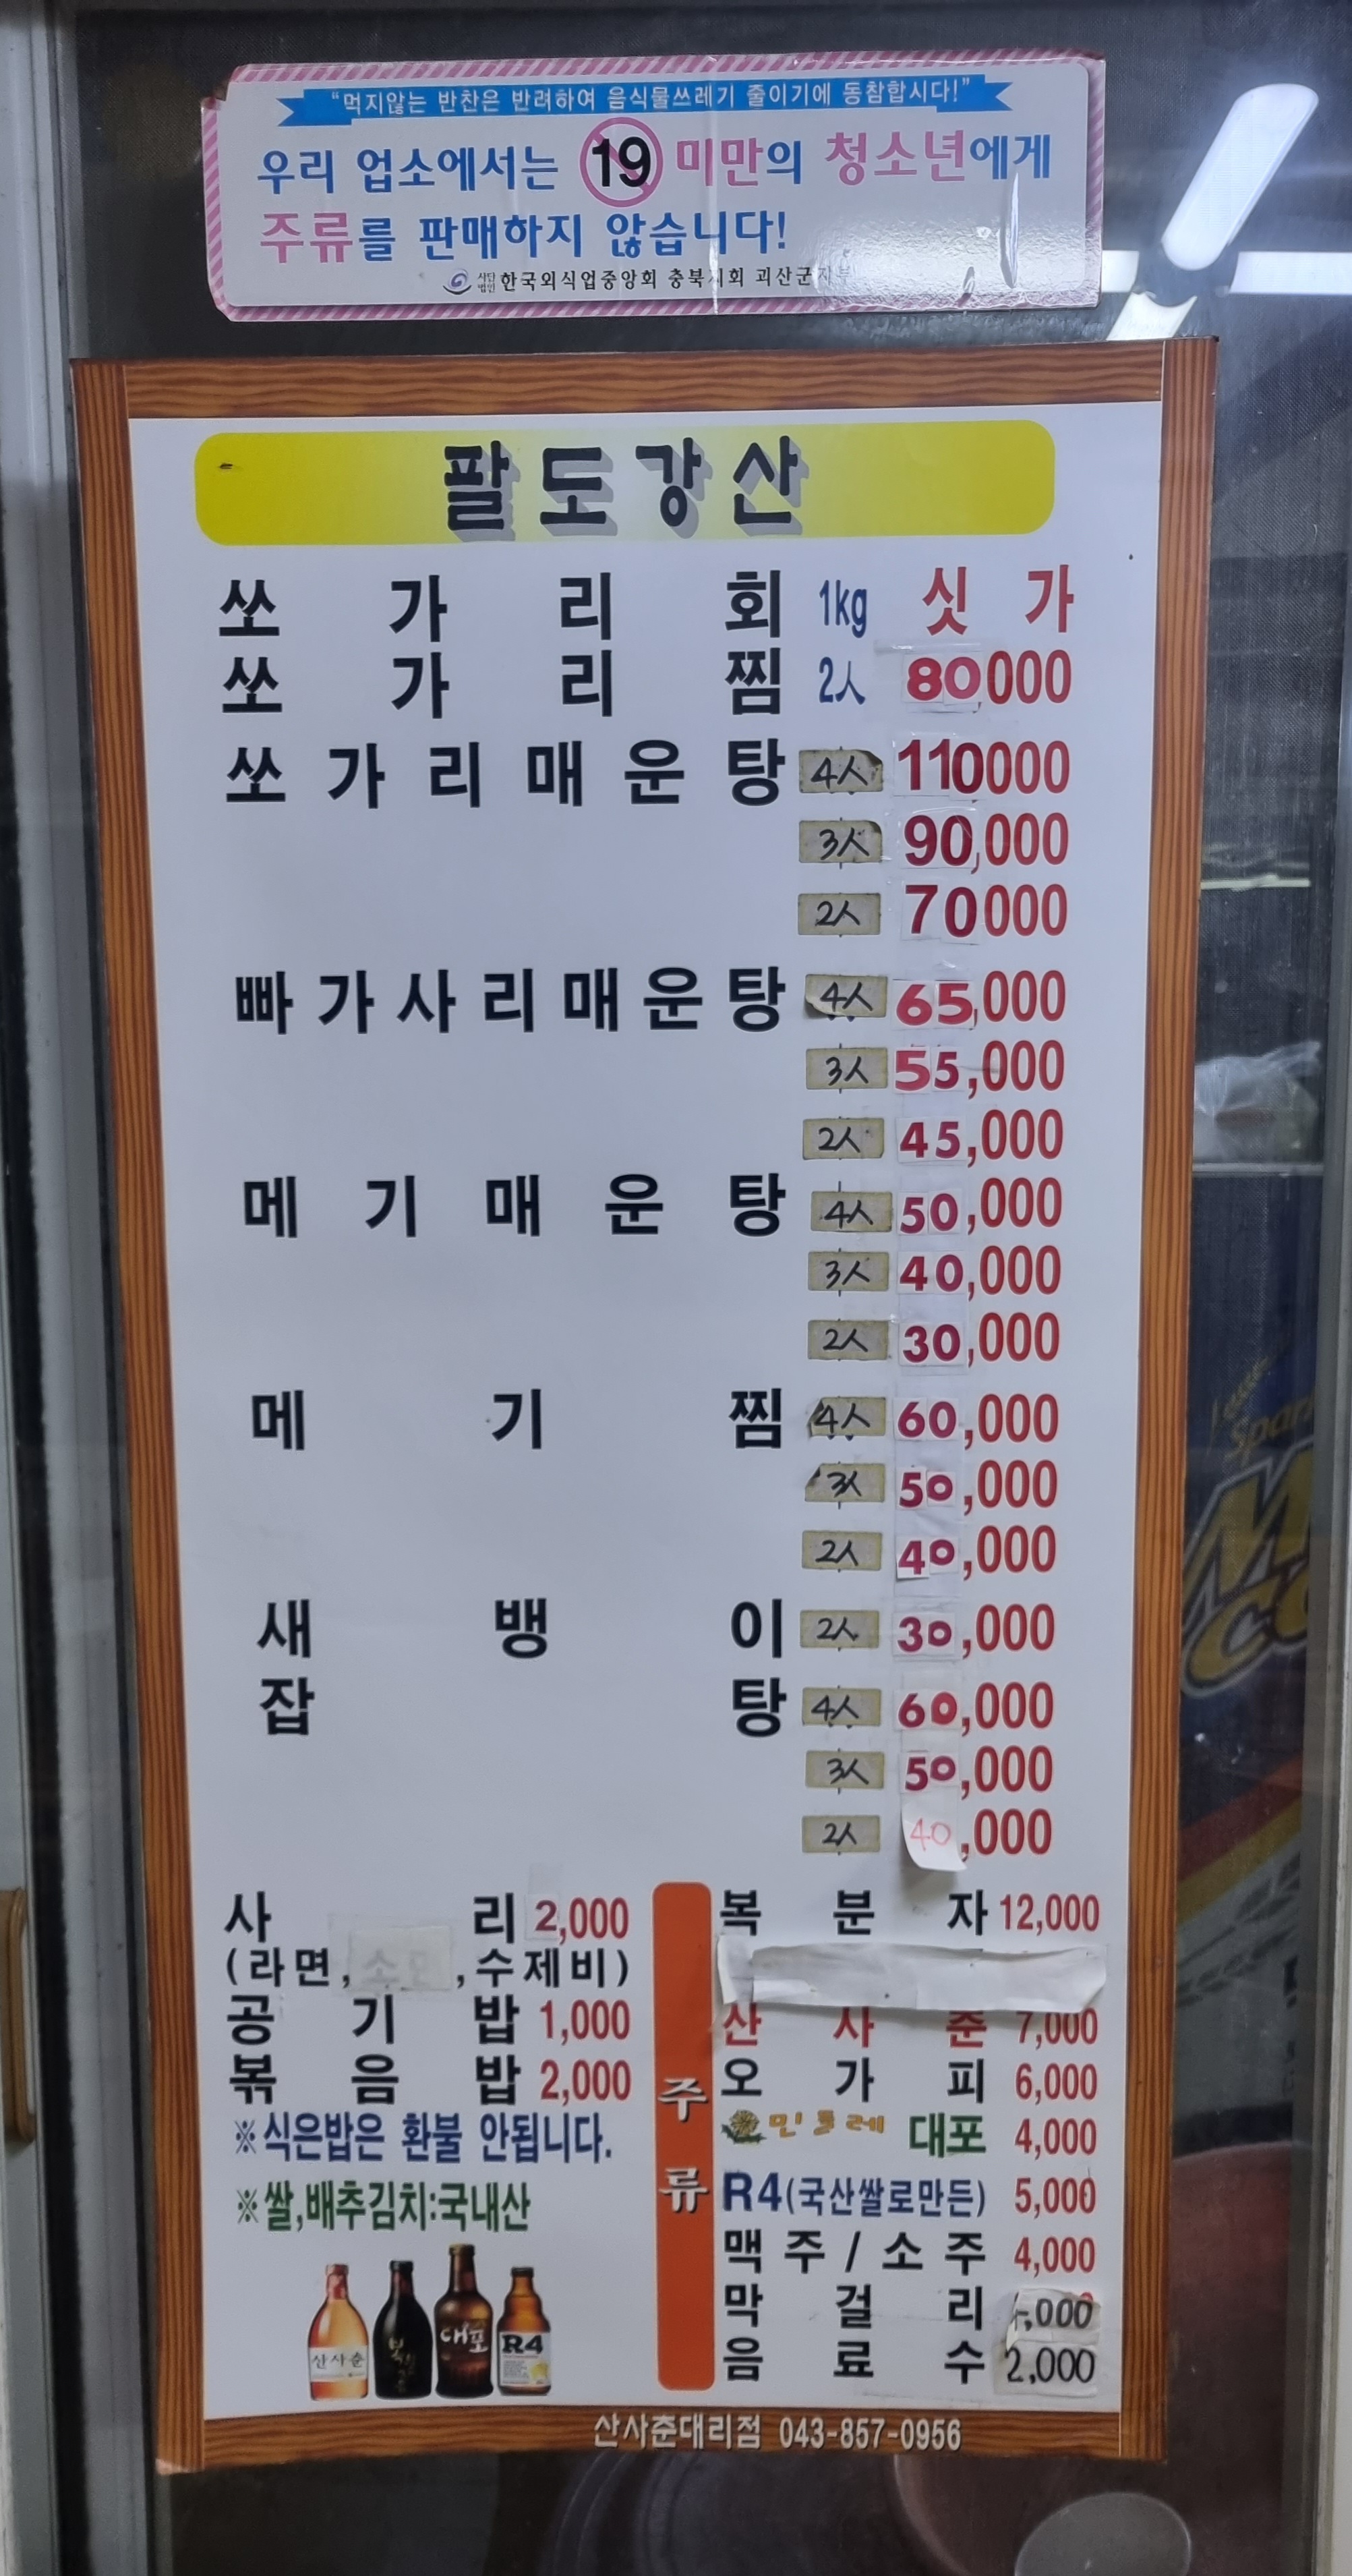 "먹지않는 반찬은 반려하여 음식물쓰레기 줄이기에 동참합시다!"
우리 업소에서는 19 미만의 청소년에게
주류를 판매하지 않습니다!
사단법인 한국외식업중앙회 충북지회 괴산군지부
팔도강산
쏘가리회 1kg 싯가
쏘가리찜 2人 80,000
쏘가리매운탕 4人 110000
3人 90,000
2人 70000
빠가사리매운탕 4人 65,000
3人 55,000
2人 45,000
메기매운탕 4人 50,000
3人 40,000
2人 30,000
메기찜 4人 60,000
3人 50,000
2人 40,000
새뱅이 2人 30,000
잡탕 4人 60,000
3人 50,000
2人 40,000
사리 2,000
(라면, 소면, 수제비)
공기밥 1,000
볶음밥 2,000
※식은밥은 환불 안됩니다.
※쌀,배추김치:국내산
산사춘
대포
R4
주류
복분자 12,000
산사춘 7,000
오가피 6,000
민들레 대포 4,000
R4(국산쌀로만든) 5,000
맥주/소주 4,000
막걸리 ,000
음료수 2,000
산사춘대리점 043-857-0956